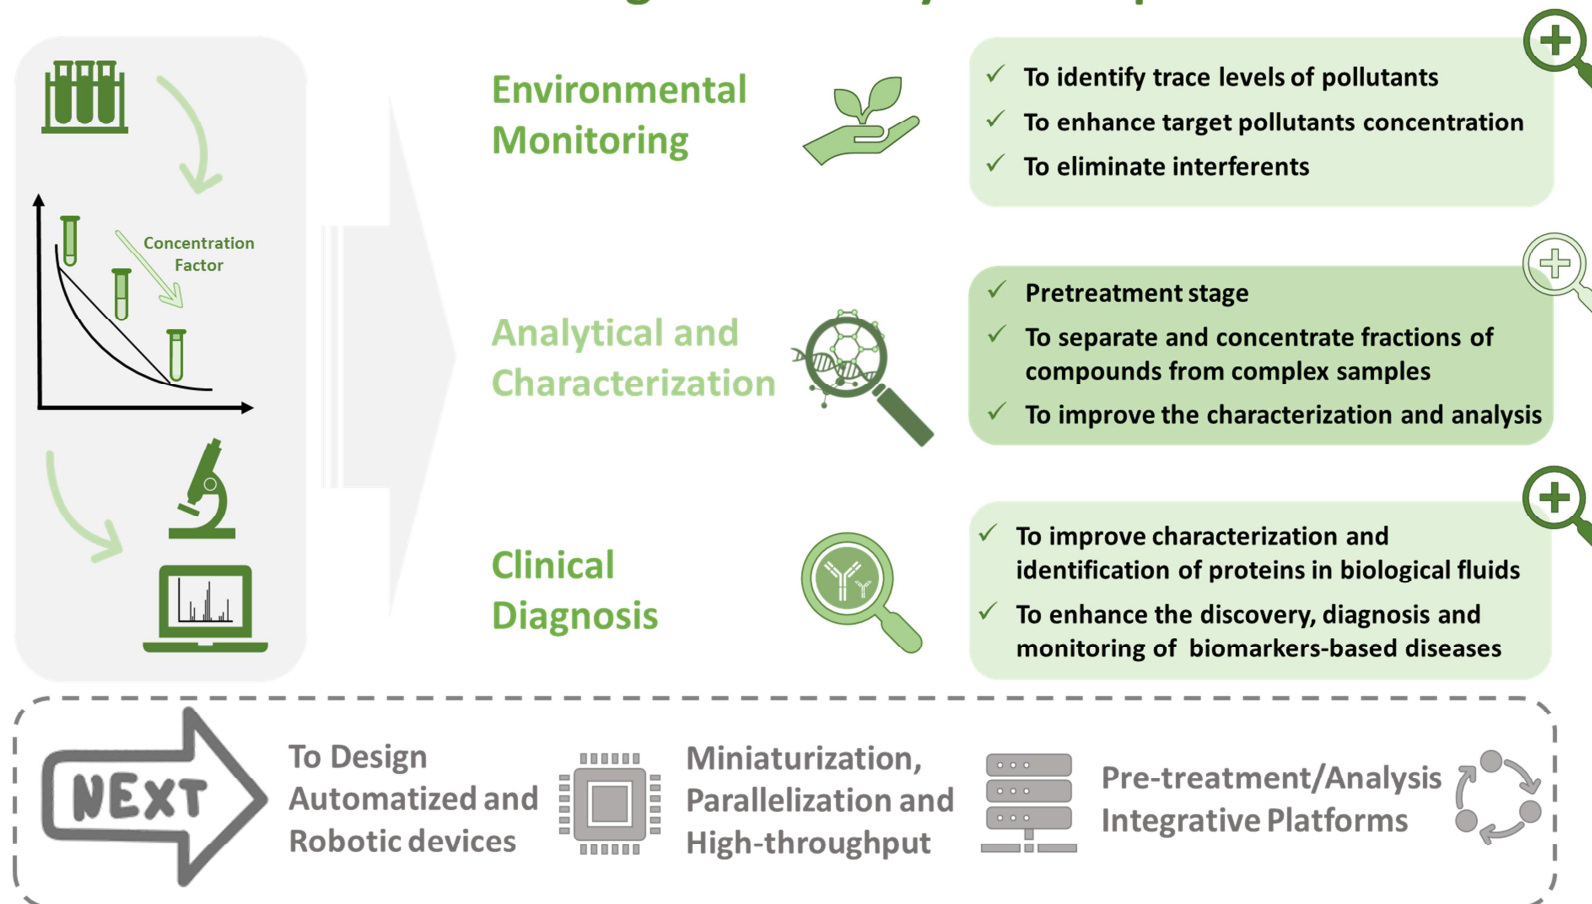 Concentration
Factor
Environmental
Monitoring
✓ To identify trace levels of pollutants
✓ To enhance target pollutants concentration
✓ To eliminate interferents
Analytical and
Characterization
✓ Pretreatment stage
✓ To separate and concentrate fractions of
compounds from complex samples
✓ To improve the characterization and analysis
Clinical
Diagnosis
✓ To improve characterization and
identification of proteins in biological fluids
✓ To enhance the discovery, diagnosis and
monitoring of biomarkers-based diseases
NEXT
To Design
Automatized and
Robotic devices
Miniaturization,
Parallelization and
High-throughput
Pre-treatment/Analysis
Integrative Platforms